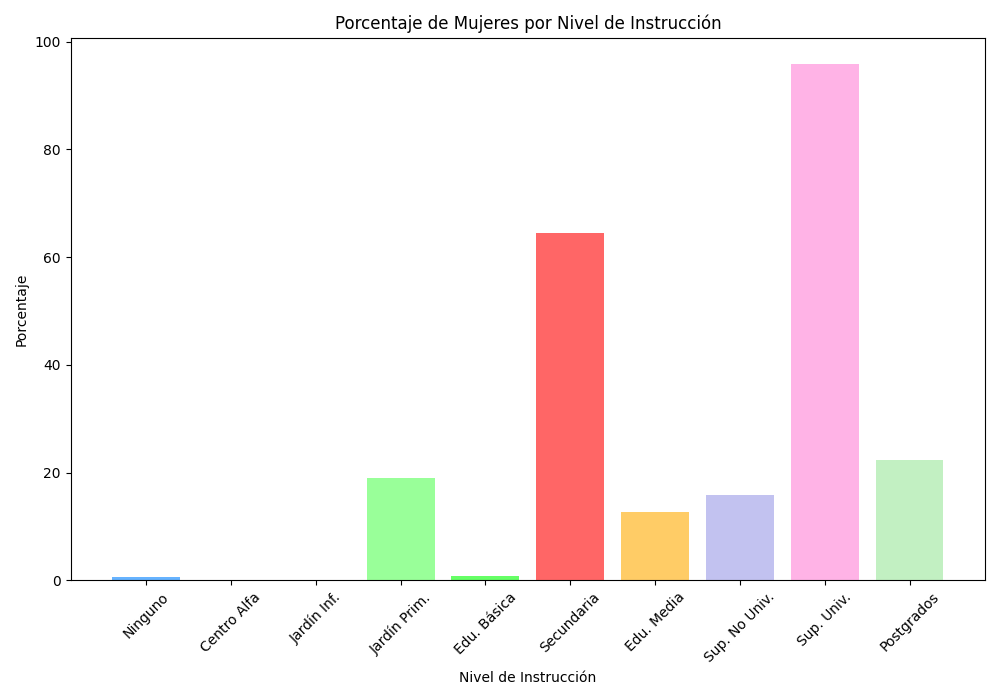 Porcentaje de Mujeres por Nivel de Instrucción
Porcentaje
100
80
60
40
20
0
Ninguno
Centro Alfa
Jardín Inf.
Jardín Prim.
Edu. Básica
Secundaria
Edu. Media
Sup. No Univ.
Sup. Univ.
Postgrados
Nivel de Instrucción